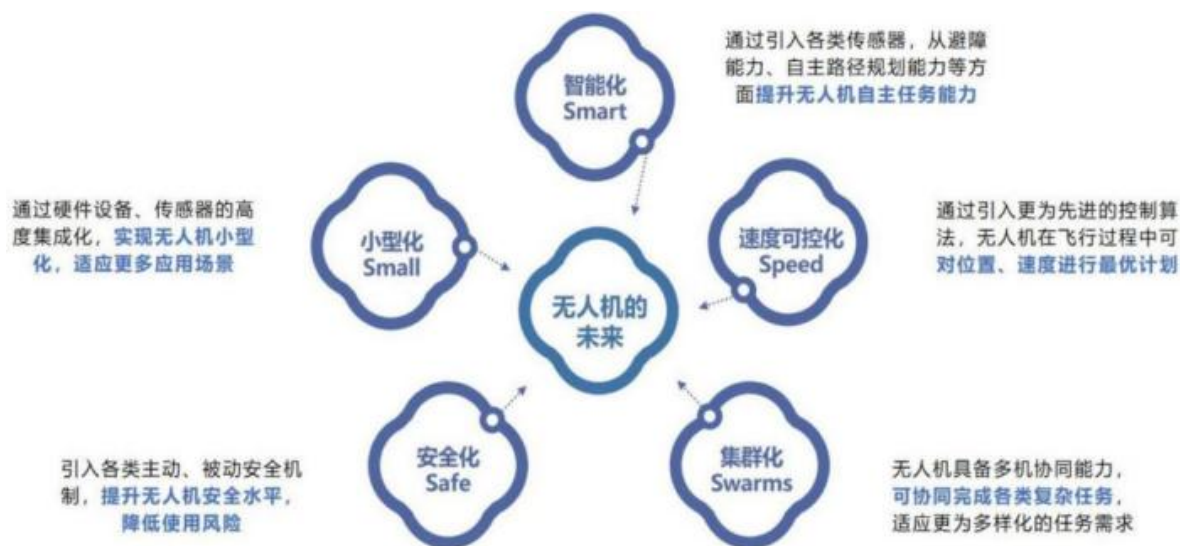 智能化
Smart
通过引入各类传感器，从避障
能力、自主路径规划能力等方
面提升无人机自主任务能力
通过硬件设备、传感器的高
度集成化，实现无人机小型
化，适应更多应用场景
小型化
Small
速度可控化
Speed
通过引入更为先进的控制算
法，无人机在飞行过程中可
对位置、速度进行最优计划
无人机的
未来
引入各类主动、被动安全机
制，提升无人机安全水平，
降低使用风险
安全化
Safe
集群化
Swarms
无人机具备多机协同能力，
可协同完成各类复杂任务，
适应更为多样化的任务需求